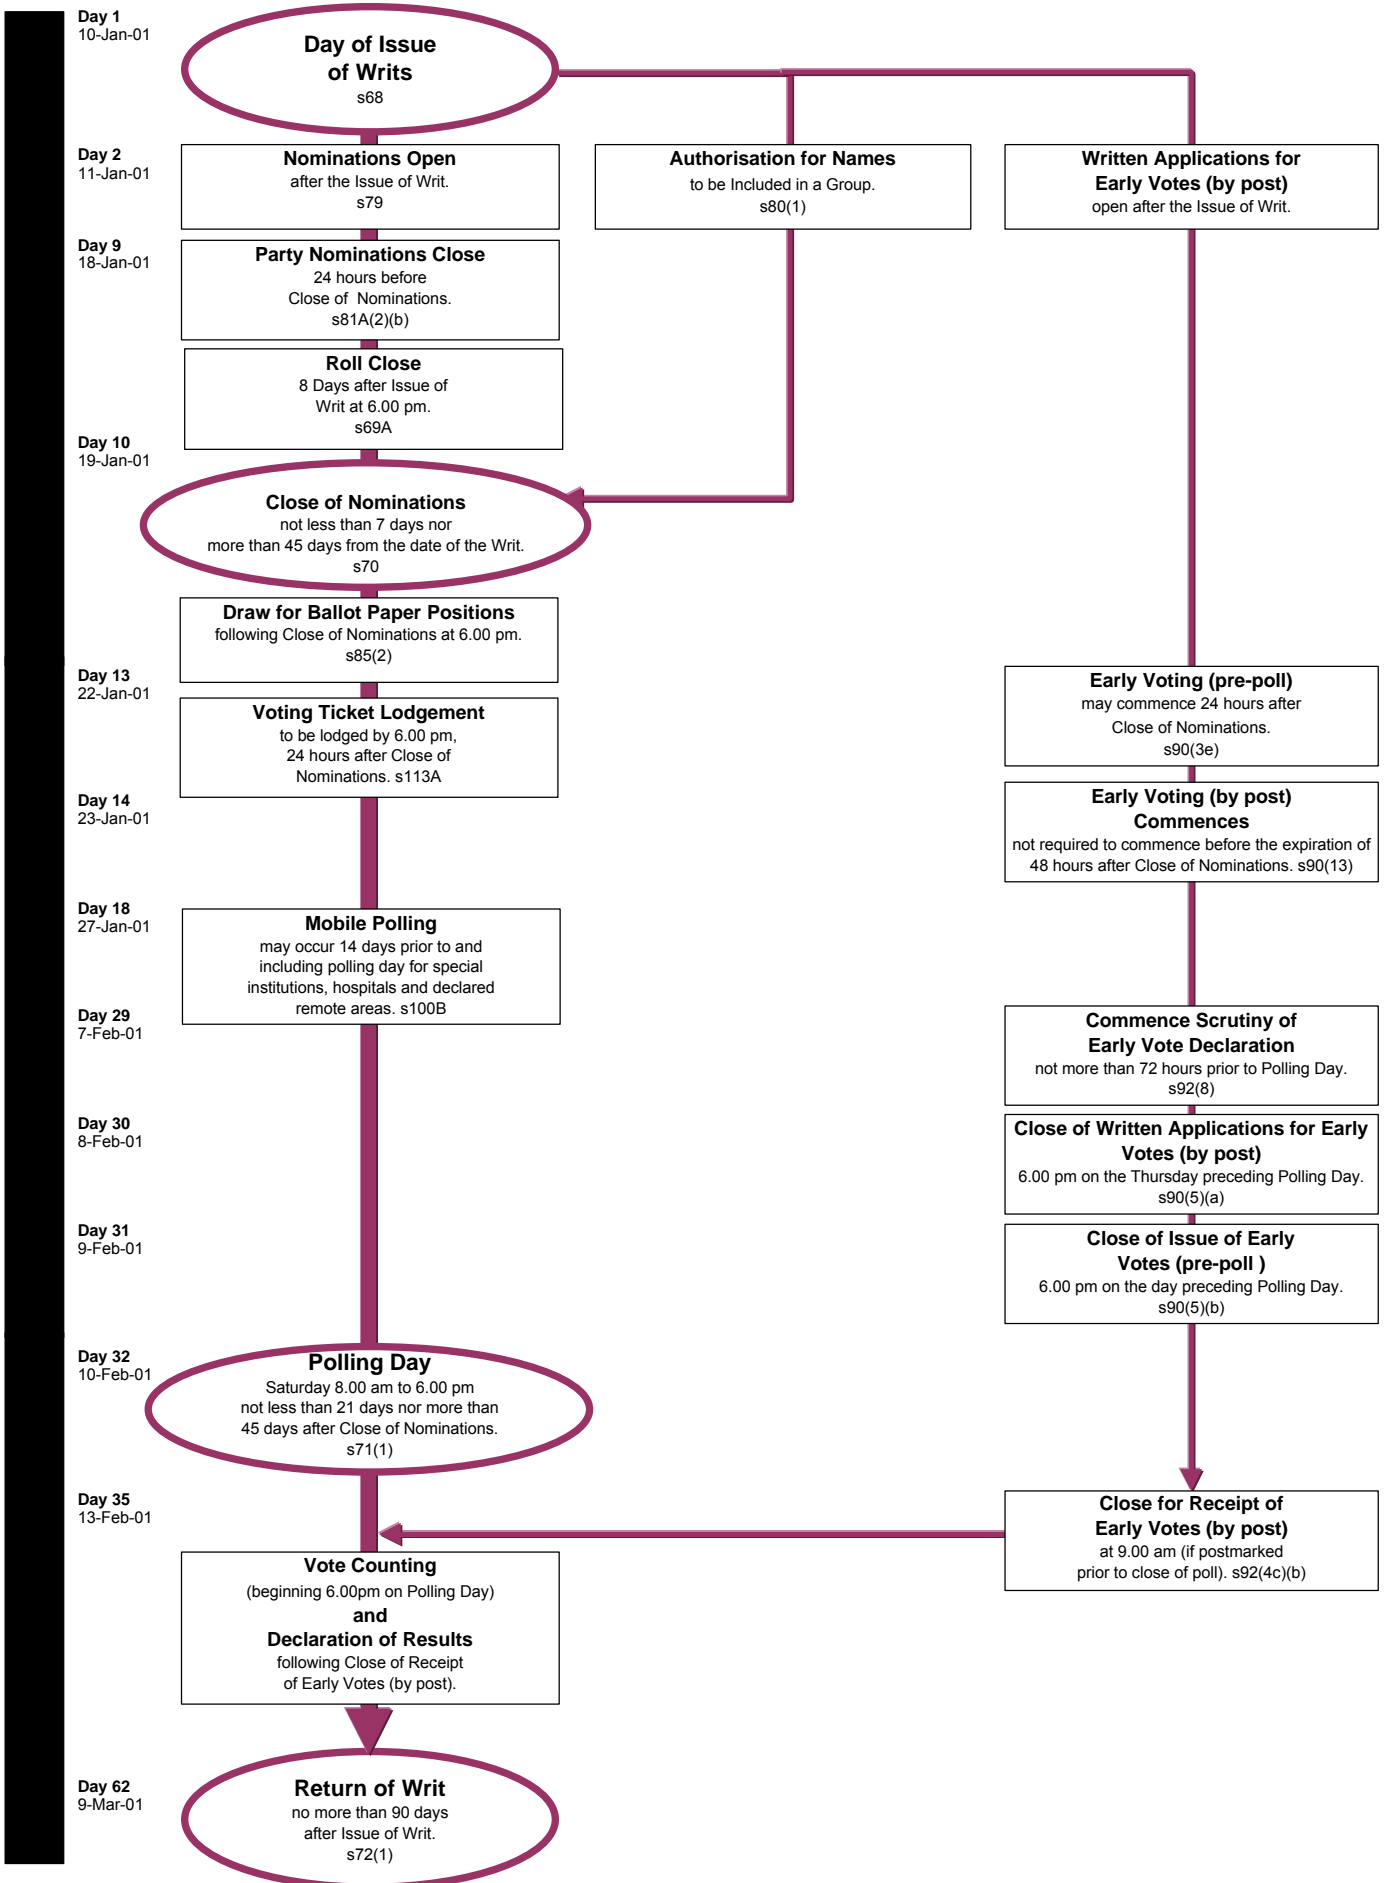 Day 1
10-Jan-01
Day of Issue
of Writs
s68
Day 2
11-Jan-01
Nominations Open
after the Issue of Writ.
s79
Authorisation for Names
to be Included in a Group.
s80(1)
Written Applications for
Early Votes (by post)
open after the Issue of Writ.
Day 9
18-Jan-01
Party Nominations Close
24 hours before
Close of Nominations.
s81A(2)(b)
Roll Close
8 Days after Issue of
Writ at 6.00 pm.
s69A
Day 10
19-Jan-01
Close of Nominations
not less than 7 days nor
more than 45 days from the date of the Writ.
s70
Draw for Ballot Paper Positions
following Close of Nominations at 6.00 pm.
s85(2)
Day 13
22-Jan-01
Voting Ticket Lodgement
to be lodged by 6.00 pm,
24 hours after Close of
Nominations. s113A
Early Voting (pre-poll)
may commence 24 hours after
Close of Nominations.
s90(3e)
Day 14
23-Jan-01
Early Voting (by post)
Commences
not required to commence before the expiration of
48 hours after Close of Nominations. s90(13)
Day 18
27-Jan-01
Mobile Polling
may occur 14 days prior to and
including polling day for special
institutions, hospitals and declared
remote areas. s100B
Day 29
7-Feb-01
Commence Scrutiny of
Early Vote Declaration
not more than 72 hours prior to Polling Day.
s92(8)
Day 30
8-Feb-01
Close of Written Applications for Early
Votes (by post)
6.00 pm on the Thursday preceding Polling Day.
s90(5)(a)
Day 31
9-Feb-01
Close of Issue of Early
Votes (pre-poll )
6.00 pm on the day preceding Polling Day.
s90(5)(b)
Day 32
10-Feb-01
Polling Day
Saturday 8.00 am to 6.00 pm
not less than 21 days nor more than
45 days after Close of Nominations.
s71(1)
Day 35
13-Feb-01
Close for Receipt of
Early Votes (by post)
at 9.00 am (if postmarked
prior to close of poll). s92(4c)(b)
Vote Counting
(beginning 6.00pm on Polling Day)
and
Declaration of Results
following Close of Receipt
of Early Votes (by post).
Day 62
9-Mar-01
Return of Writ
no more than 90 days
after Issue of Writ.
s72(1)